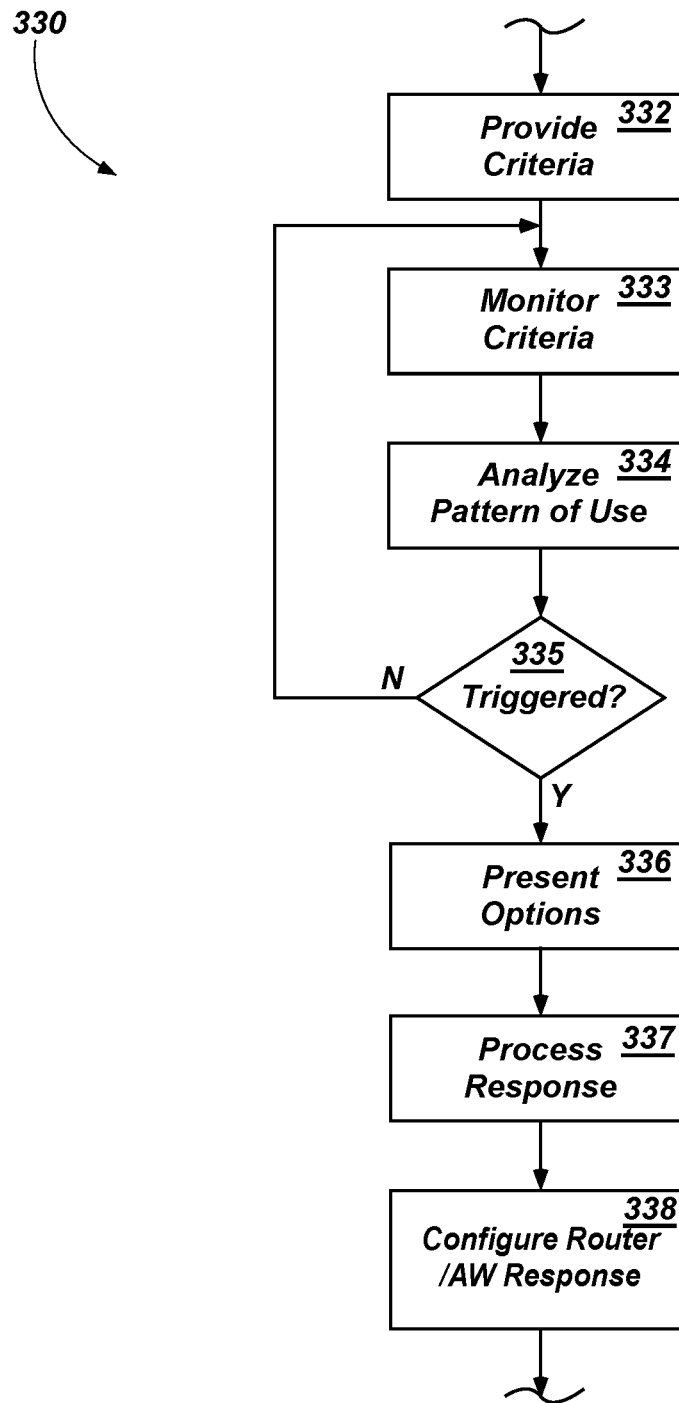 330
332
Provide
Criteria
333
Monitor
Criteria
334
Analyze
Pattern of Use
335
Triggered?
N
Y
336
Present
Options
337
Process
Response
338
Configure Router
/AW Response